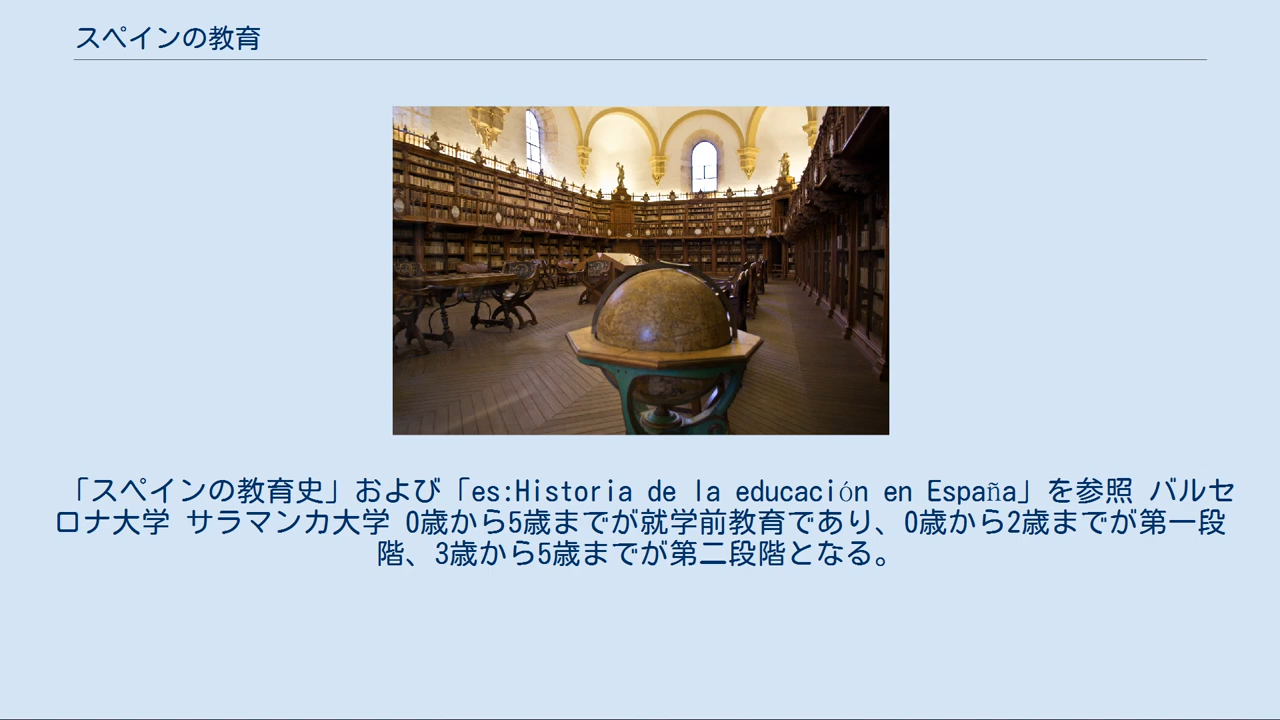 スペインの教育
「スペインの教育史」および「es:Historia de la educación en España」を参照 バルセ
ロナ大学 サラマンカ大学 0歳から5歳までが就学前教育であり、0歳から2歳までが第一段
階、3歳から5歳までが第二段階となる。